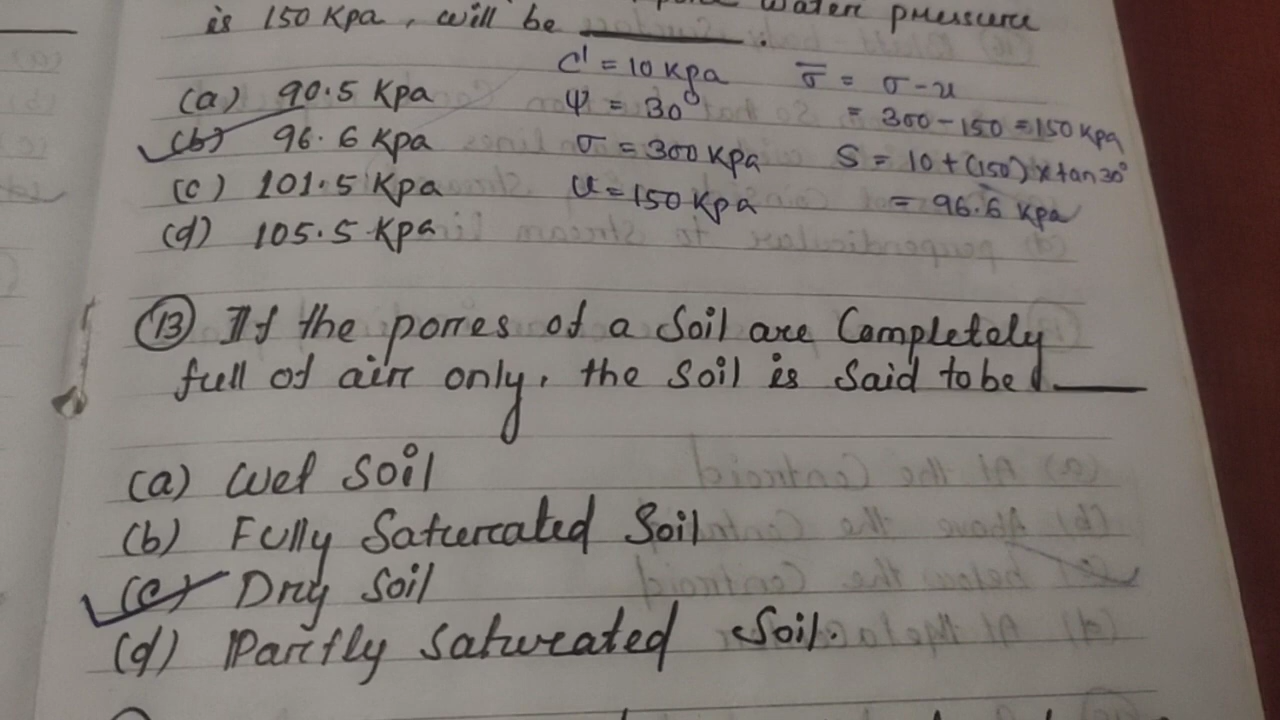 water pressure
is 150 Kpa, will be ______.
(a) 90.5 Kpa
(b) 96.6 Kpa
(c) 101.5 Kpa
(d) 105.5 Kpa
C' = 10 Kpa
Ψ = 30°
σ = 300 Kpa
u = 150 Kpa
σ̅ = σ - u
= 300 - 150 = 150 Kpa
S = 10 + (150) x tan 30°
= 96.6 Kpa
(13) If the pores of a Soil are Completely
full of air only, the soil is said to be ______
(a) Wet Soil
(b) Fully Saturated Soil
(c) Dry Soil
(d) Partly Saturated Soil.